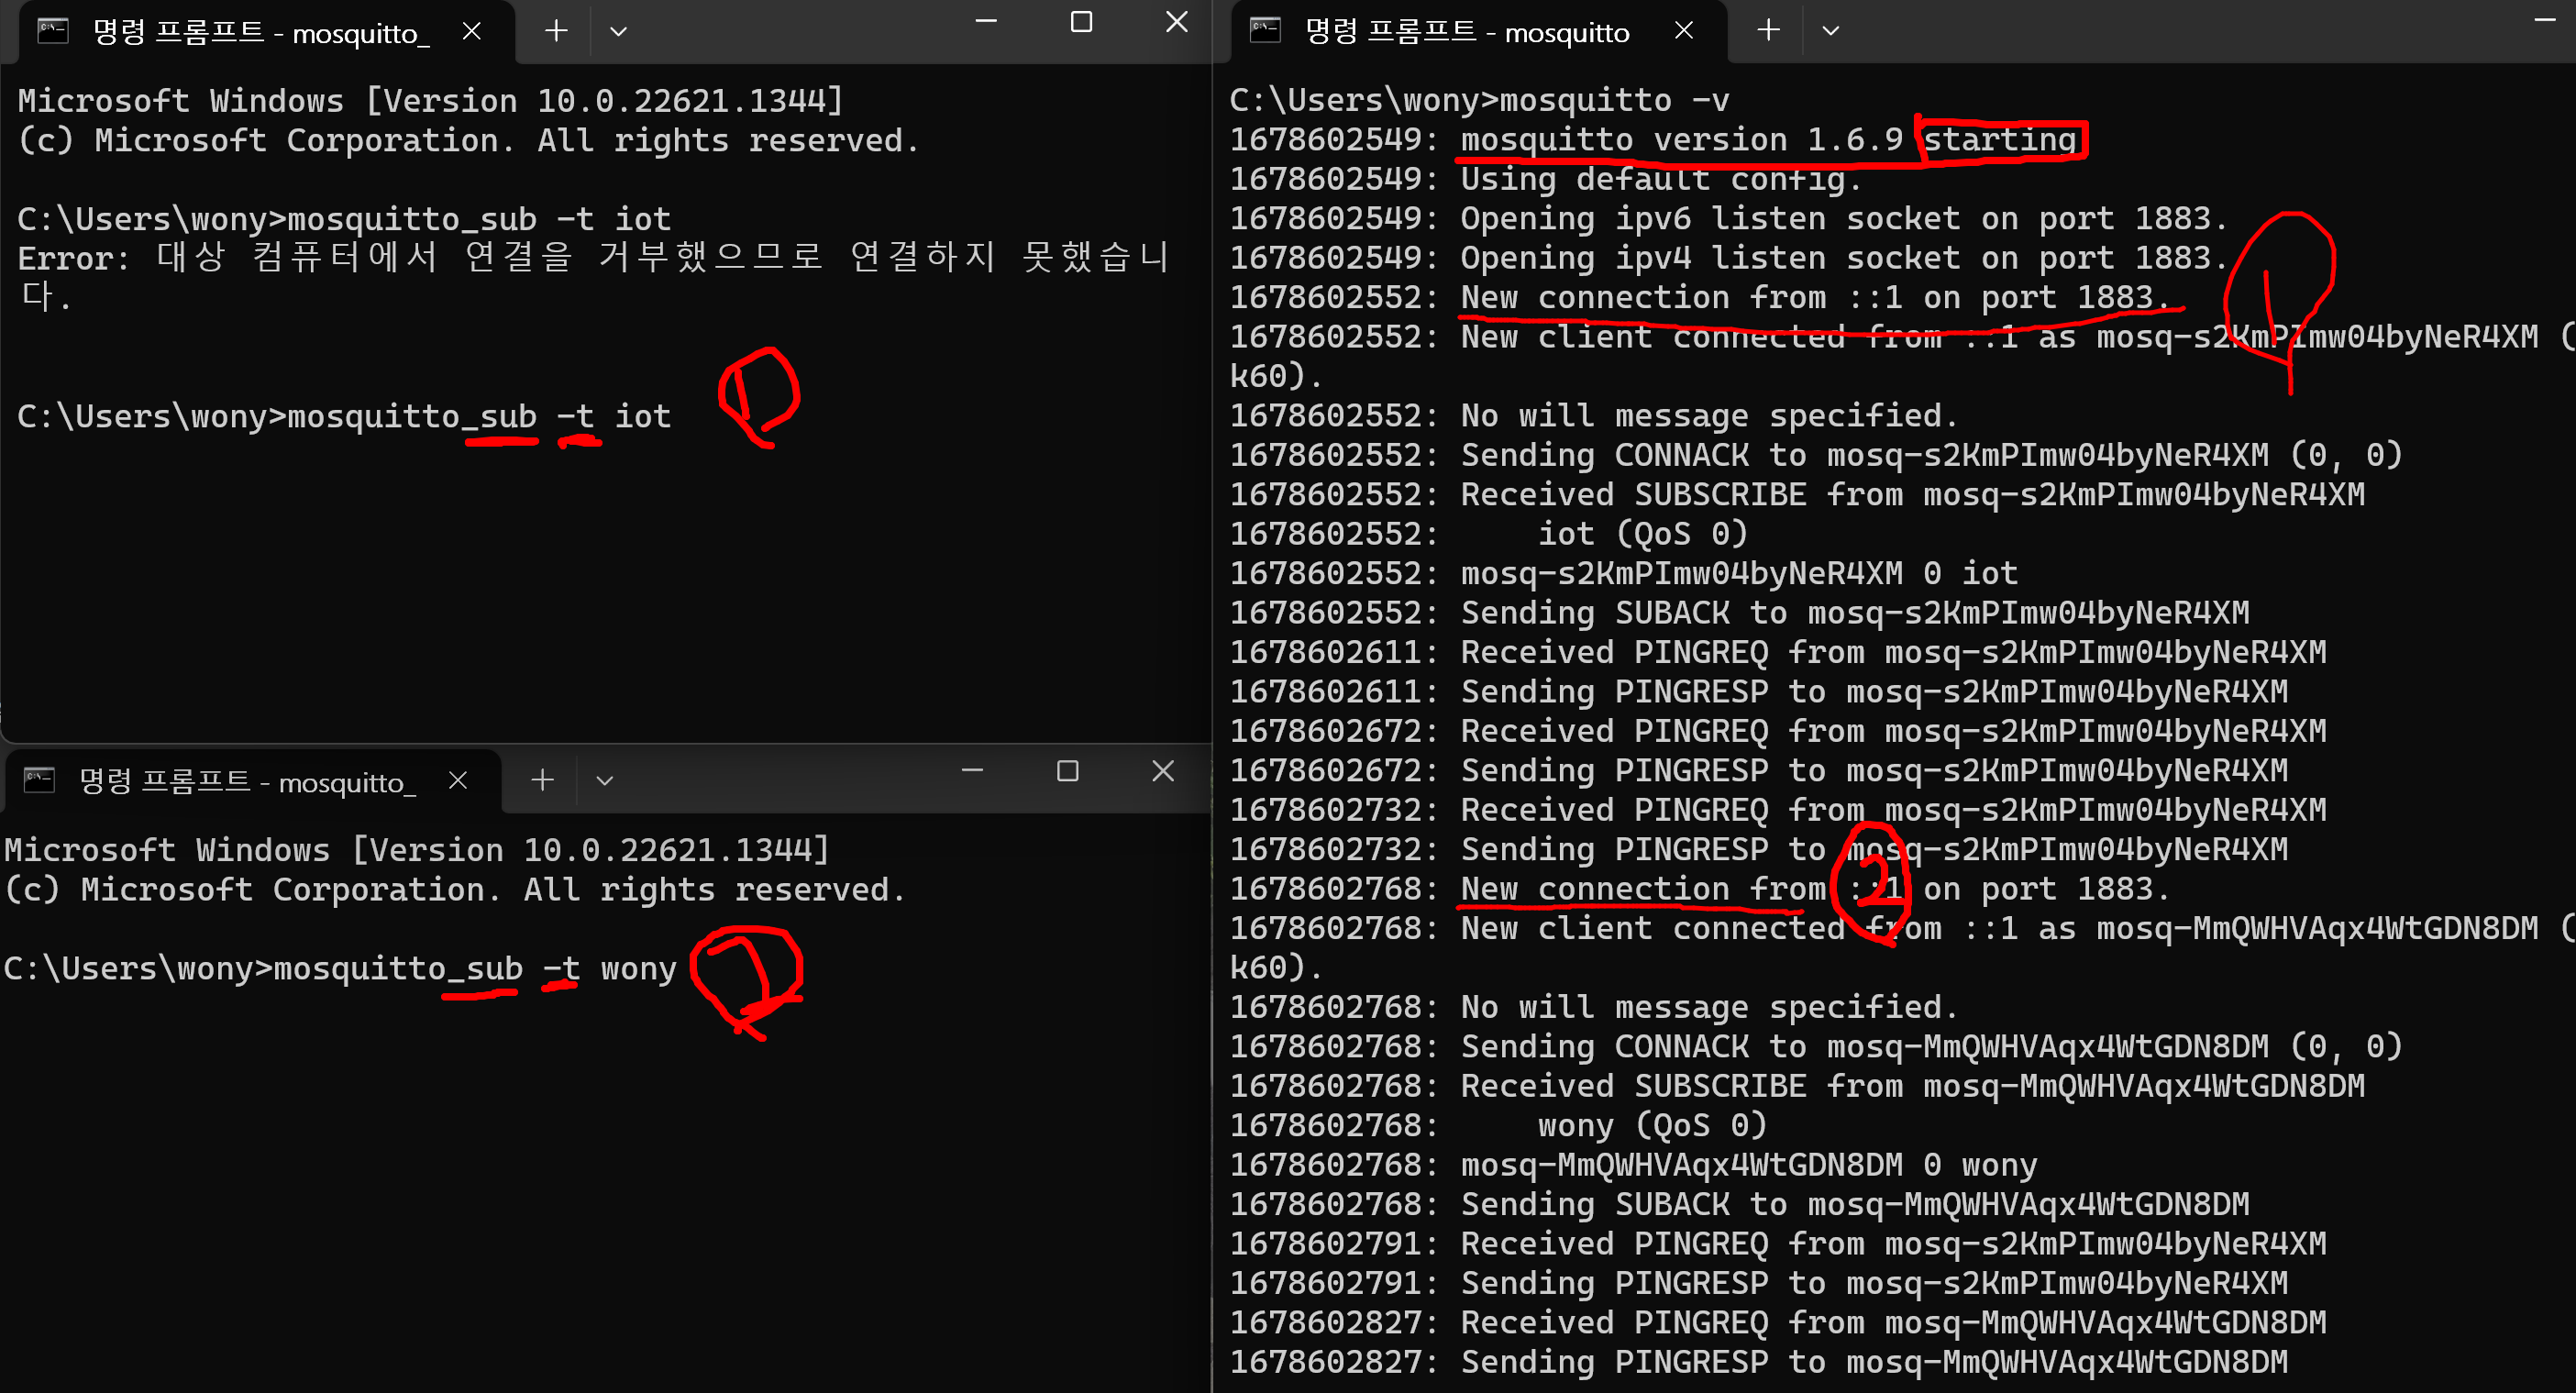 명령 프롬프트 - mosquitto_
Microsoft Windows [Version 10.0.22621.1344]
(c) Microsoft Corporation. All rights reserved.
C:\Users\wony>mosquitto_sub -t iot
Error: 대상 컴퓨터에서 연결을 거부했으므로 연결하지 못했습니
다.
C:\Users\wony>mosquitto_sub -t iot
1
명령 프롬프트 - mosquitto_
Microsoft Windows [Version 10.0.22621.1344]
(c) Microsoft Corporation. All rights reserved.
C:\Users\wony>mosquitto_sub -t wony
2
명령 프롬프트 - mosquitto
C:\Users\wony>mosquitto -v
1678602549: mosquitto version 1.6.9 starting
1678602549: Using default config.
1678602549: Opening ipv6 listen socket on port 1883.
1678602549: Opening ipv4 listen socket on port 1883.
1678602552: New connection from ::1 on port 1883.
1
1678602552: New client connected from ::1 as mosq-s2KmPImw04byNeR4XM (
k60).
1678602552: No will message specified.
1678602552: Sending CONNACK to mosq-s2KmPImw04byNeR4XM (0, 0)
1678602552: Received SUBSCRIBE from mosq-s2KmPImw04byNeR4XM
1678602552:     iot (QoS 0)
1678602552: mosq-s2KmPImw04byNeR4XM 0 iot
1678602552: Sending SUBACK to mosq-s2KmPImw04byNeR4XM
1678602611: Received PINGREQ from mosq-s2KmPImw04byNeR4XM
1678602611: Sending PINGRESP to mosq-s2KmPImw04byNeR4XM
1678602672: Received PINGREQ from mosq-s2KmPImw04byNeR4XM
1678602672: Sending PINGRESP to mosq-s2KmPImw04byNeR4XM
1678602732: Received PINGREQ from mosq-s2KmPImw04byNeR4XM
1678602732: Sending PINGRESP to mosq-s2KmPImw04byNeR4XM
1678602768: New connection from ::1 on port 1883.
2
1678602768: New client connected from ::1 as mosq-MmQWHVAqx4WtGDN8DM (
k60).
1678602768: No will message specified.
1678602768: Sending CONNACK to mosq-MmQWHVAqx4WtGDN8DM (0, 0)
1678602768: Received SUBSCRIBE from mosq-MmQWHVAqx4WtGDN8DM
1678602768:     wony (QoS 0)
1678602768: mosq-MmQWHVAqx4WtGDN8DM 0 wony
1678602768: Sending SUBACK to mosq-MmQWHVAqx4WtGDN8DM
1678602791: Received PINGREQ from mosq-s2KmPImw04byNeR4XM
1678602791: Sending PINGRESP to mosq-s2KmPImw04byNeR4XM
1678602827: Received PINGREQ from mosq-MmQWHVAqx4WtGDN8DM
1678602827: Sending PINGRESP to mosq-MmQWHVAqx4WtGDN8DM